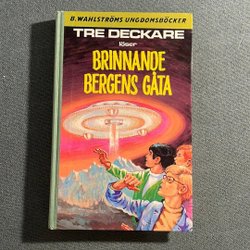 B. WAHLSTRÖMS UNGDOMSBÖCKER
TRE DECKARE
löser
BRINNANDE
BERGENS GÅTA